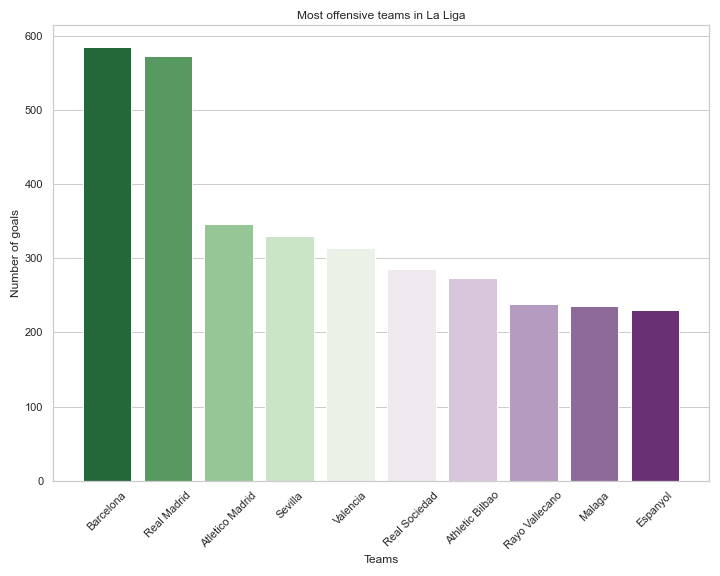 Most offensive teams in La Liga
Number of goals
600
500
400
300
200
100
0
Barcelona
Real Madrid
Atletico Madrid
Sevilla
Valencia
Real Sociedad
Athletic Bilbao
Rayo Vallecano
Malaga
Espanyol
Teams